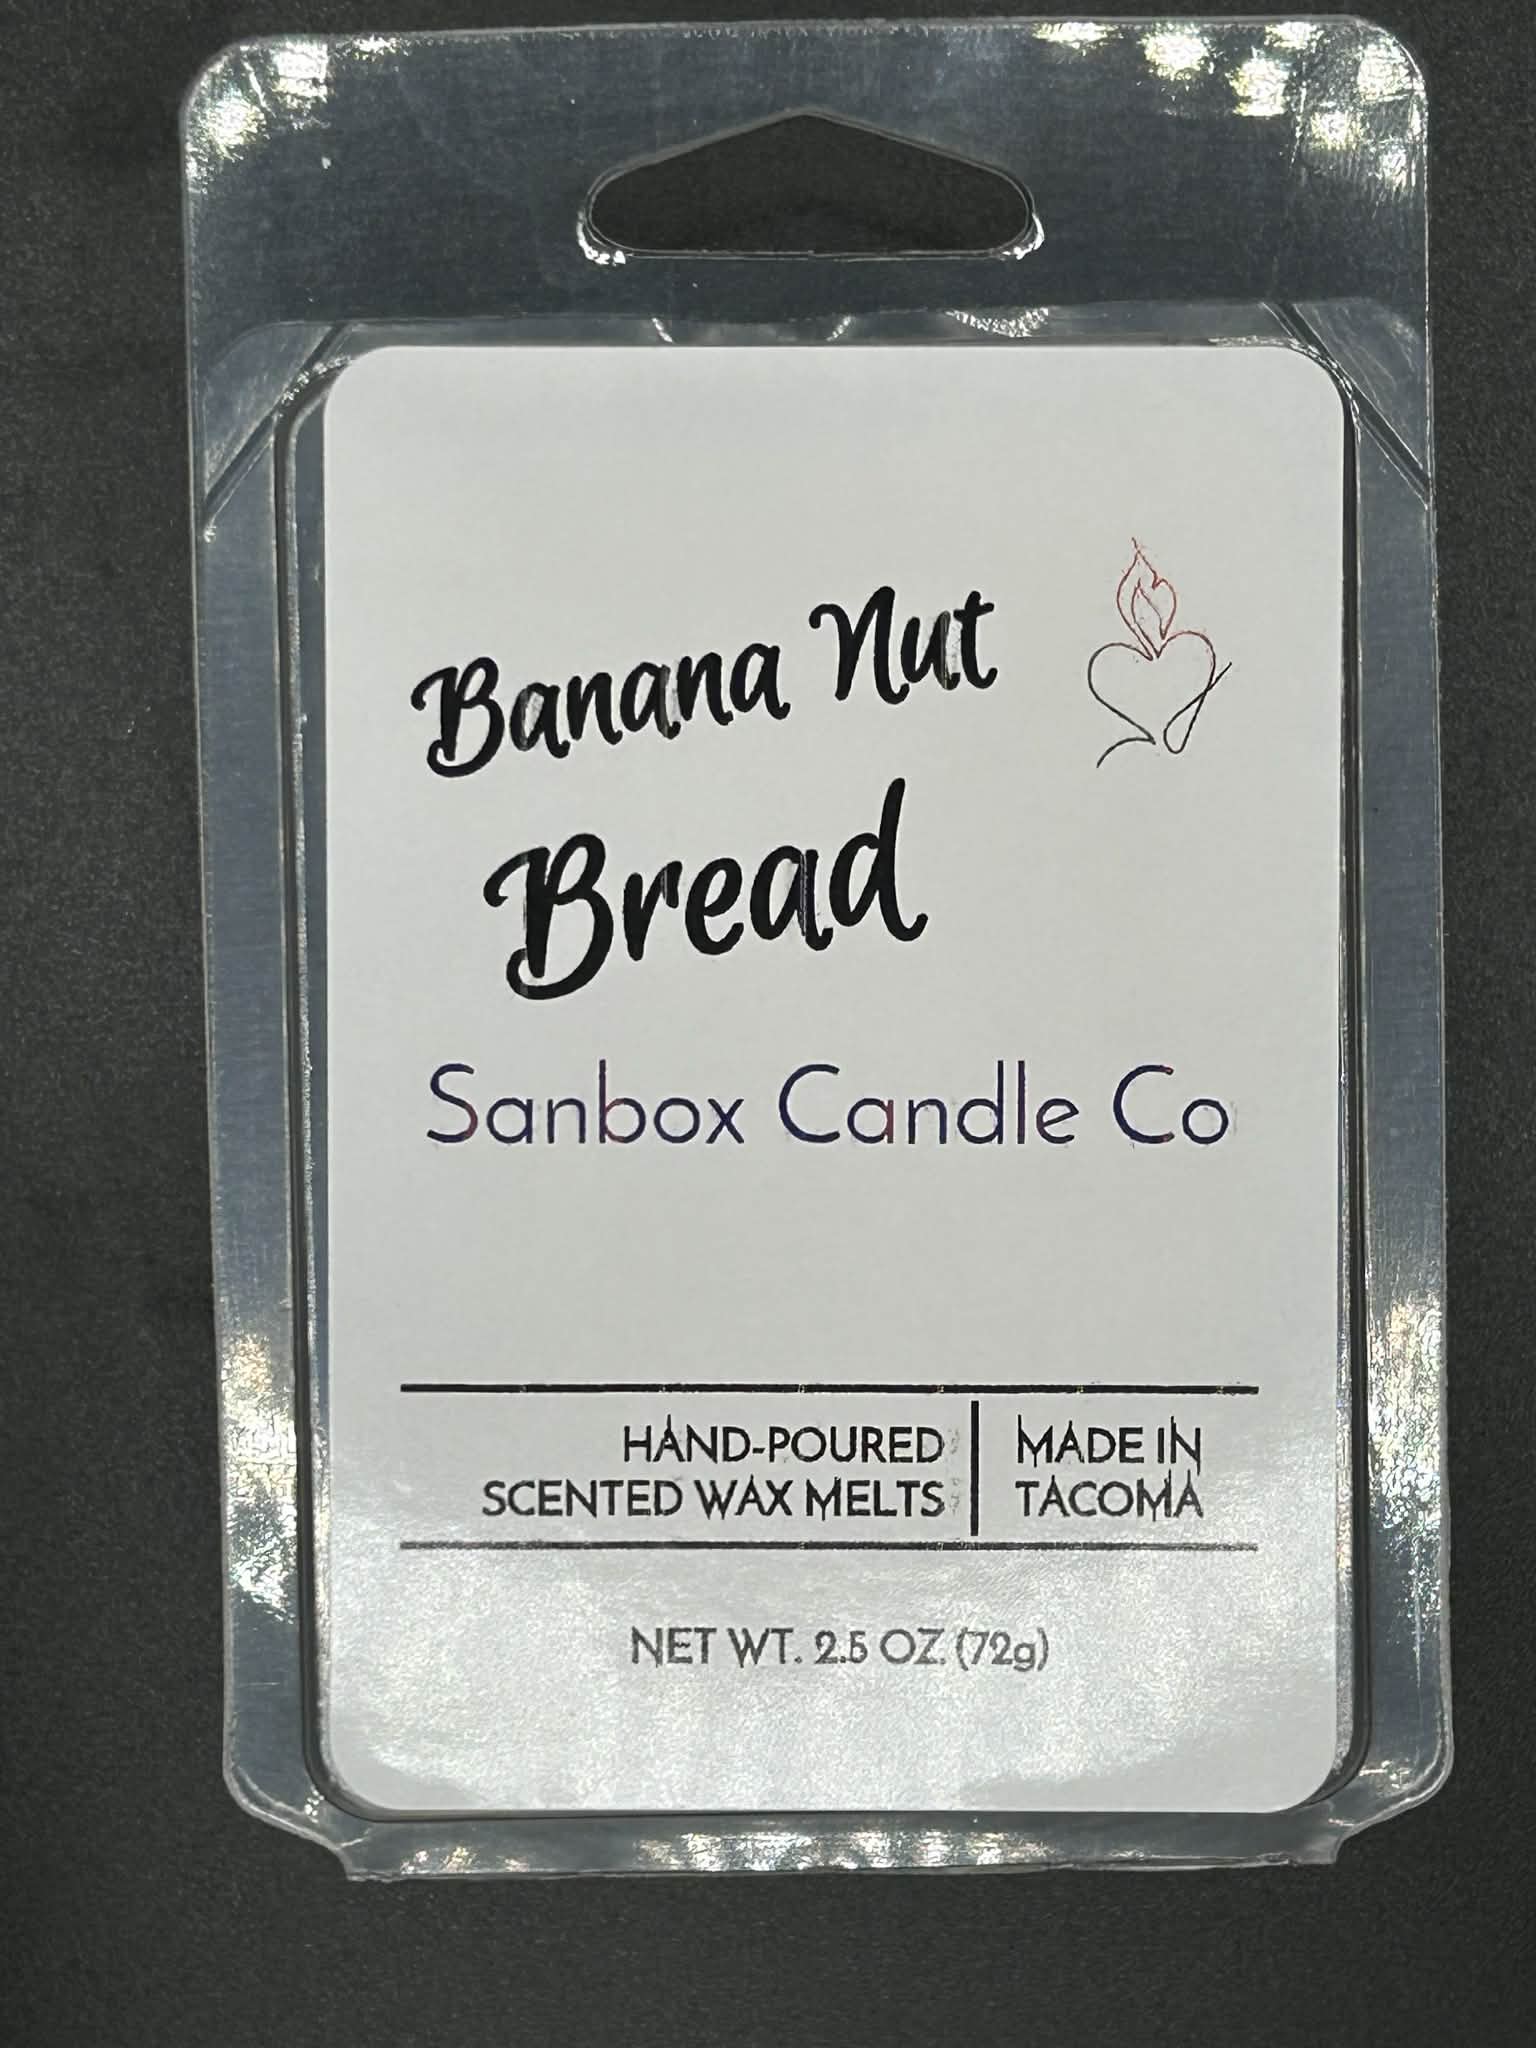 Banana Nut
Bread
Sanbox Candle Co
HAND-POURED
SCENTED WAX MELTS
MADE IN
TACOMA
NET WT. 2.5 OZ. (72g)